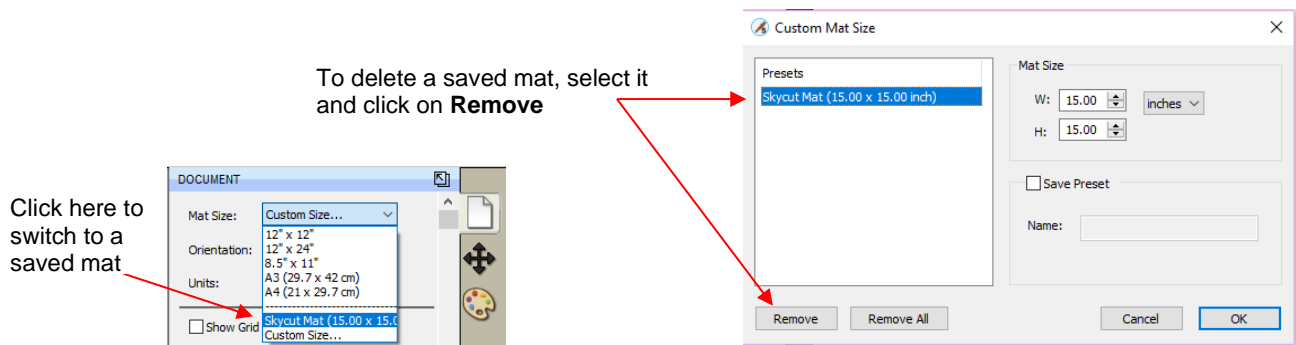 Custom Mat Size
To delete a saved mat, select it
and click on Remove
Presets
Skycut Mat (15.00 x 15.00 inch)
Mat Size
W: 15.00 inches
H: 15.00
Save Preset
Name:
Remove Remove All Cancel OK
Click here to
switch to a
saved mat
DOCUMENT
Mat Size: Custom Size...
12" x 12"
Orientation: 12" x 24"
8.5" x 11"
Units: A3 (29.7 x 42 cm)
A4 (21 x 29.7 cm)
--------------------------------
Show Grid Skycut Mat (15.00 x 15.0
Custom Size...